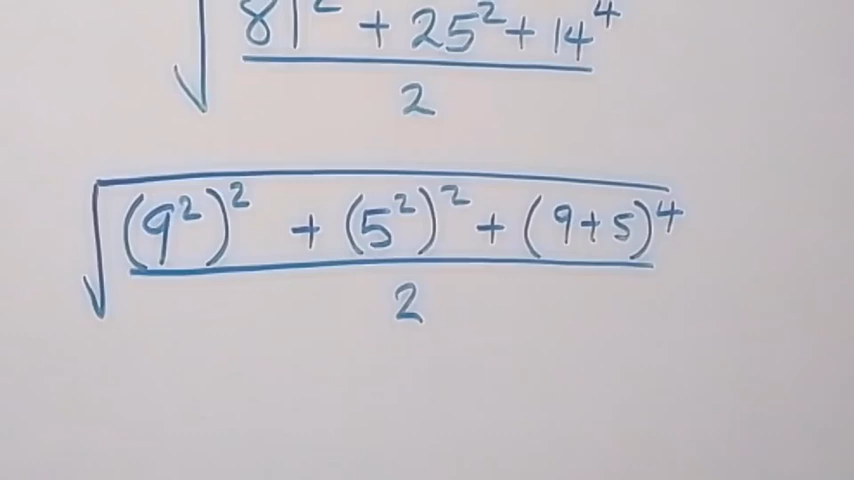 √ 81² + 25² + 14⁴
2
√ (9²)² + (5²)² + (9+5)⁴
2